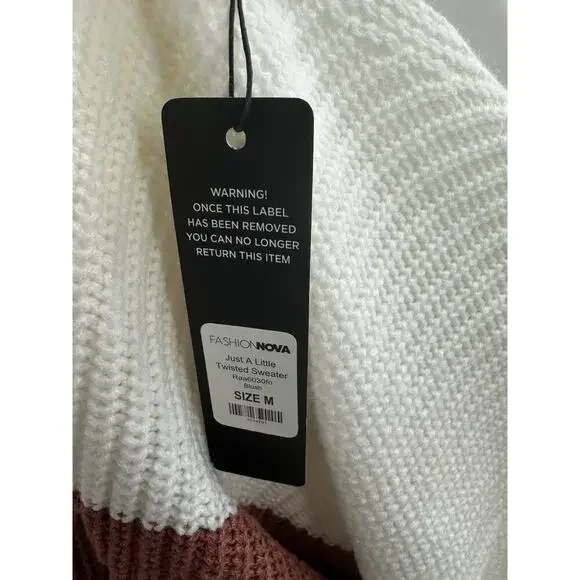 WARNING!
ONCE THIS LABEL
HAS BEEN REMOVED
YOU CAN NO LONGER
RETURN THIS ITEM
FASHIONNOVA
Just A Little
Twisted Sweater
Raa6030fn
Blush
SIZE M